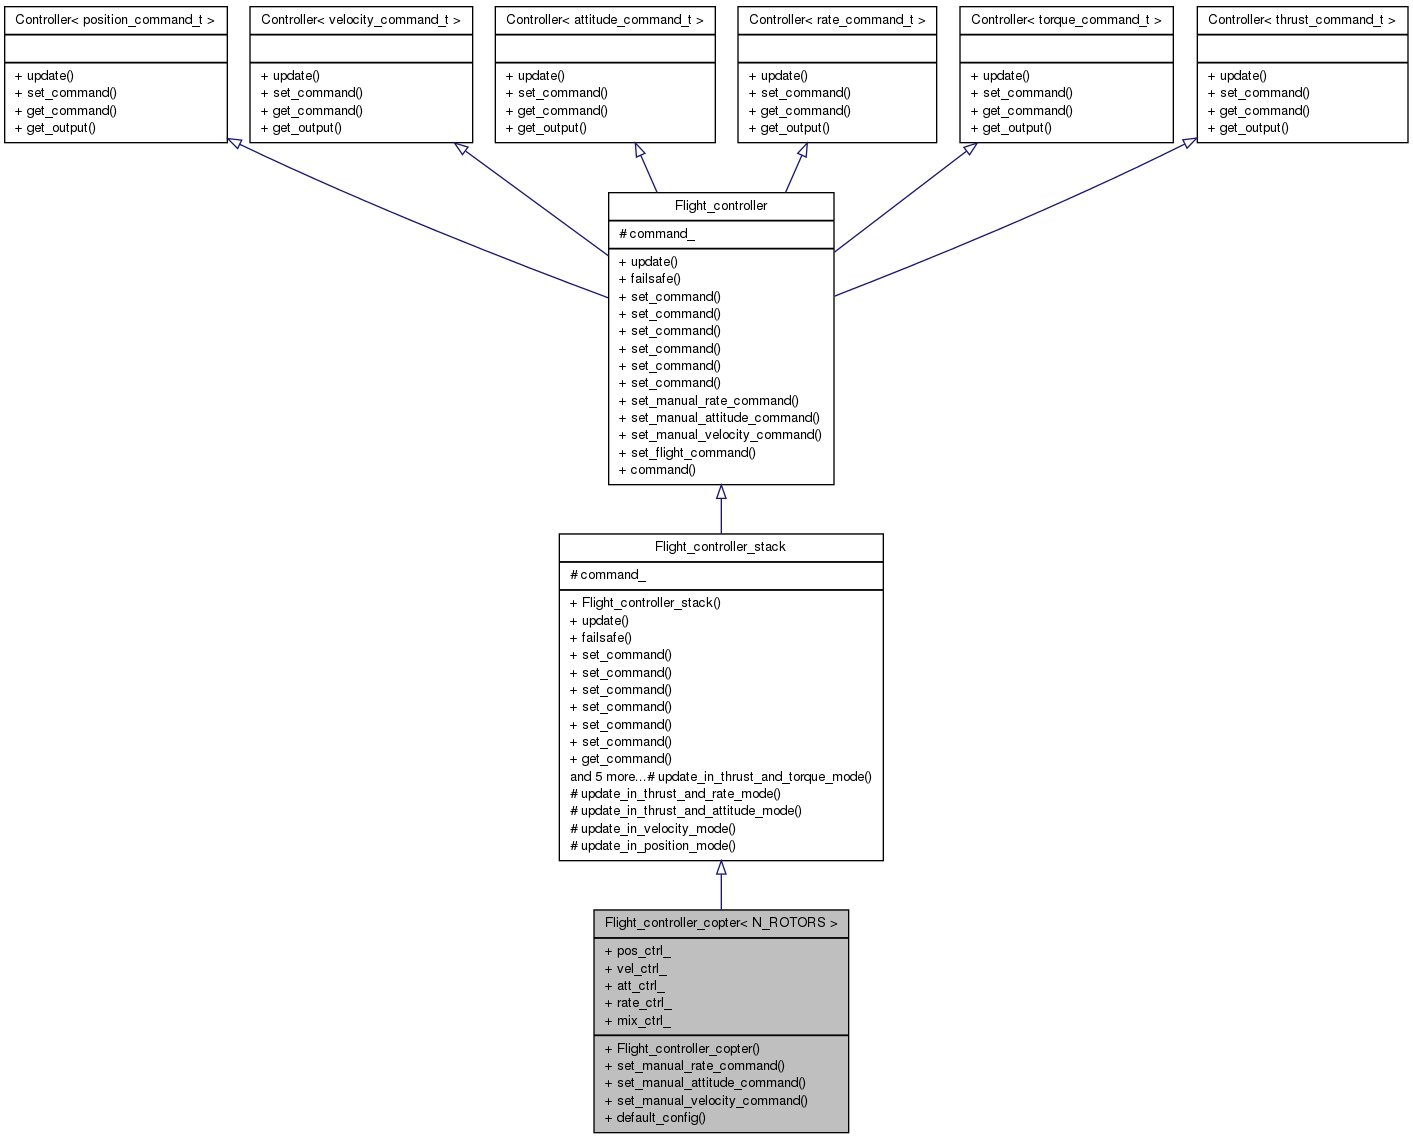 Controller< position_command_t >
+ update()
+ set_command()
+ get_command()
+ get_output()
Controller< velocity_command_t >
+ update()
+ set_command()
+ get_command()
+ get_output()
Controller< attitude_command_t >
+ update()
+ set_command()
+ get_command()
+ get_output()
Controller< rate_command_t >
+ update()
+ set_command()
+ get_command()
+ get_output()
Controller< torque_command_t >
+ update()
+ set_command()
+ get_command()
+ get_output()
Controller< thrust_command_t >
+ update()
+ set_command()
+ get_command()
+ get_output()
Flight_controller
# command_
+ update()
+ failsafe()
+ set_command()
+ set_command()
+ set_command()
+ set_command()
+ set_command()
+ set_command()
+ set_manual_rate_command()
+ set_manual_attitude_command()
+ set_manual_velocity_command()
+ set_flight_command()
+ command()
Flight_controller_stack
# command_
+ Flight_controller_stack()
+ update()
+ failsafe()
+ set_command()
+ set_command()
+ set_command()
+ set_command()
+ set_command()
+ set_command()
+ get_command()
and 5 more...# update_in_thrust_and_torque_mode()
# update_in_thrust_and_rate_mode()
# update_in_thrust_and_attitude_mode()
# update_in_velocity_mode()
# update_in_position_mode()
Flight_controller_copter< N_ROTORS >
+ pos_ctrl_
+ vel_ctrl_
+ att_ctrl_
+ rate_ctrl_
+ mix_ctrl_
+ Flight_controller_copter()
+ set_manual_rate_command()
+ set_manual_attitude_command()
+ set_manual_velocity_command()
+ default_config()